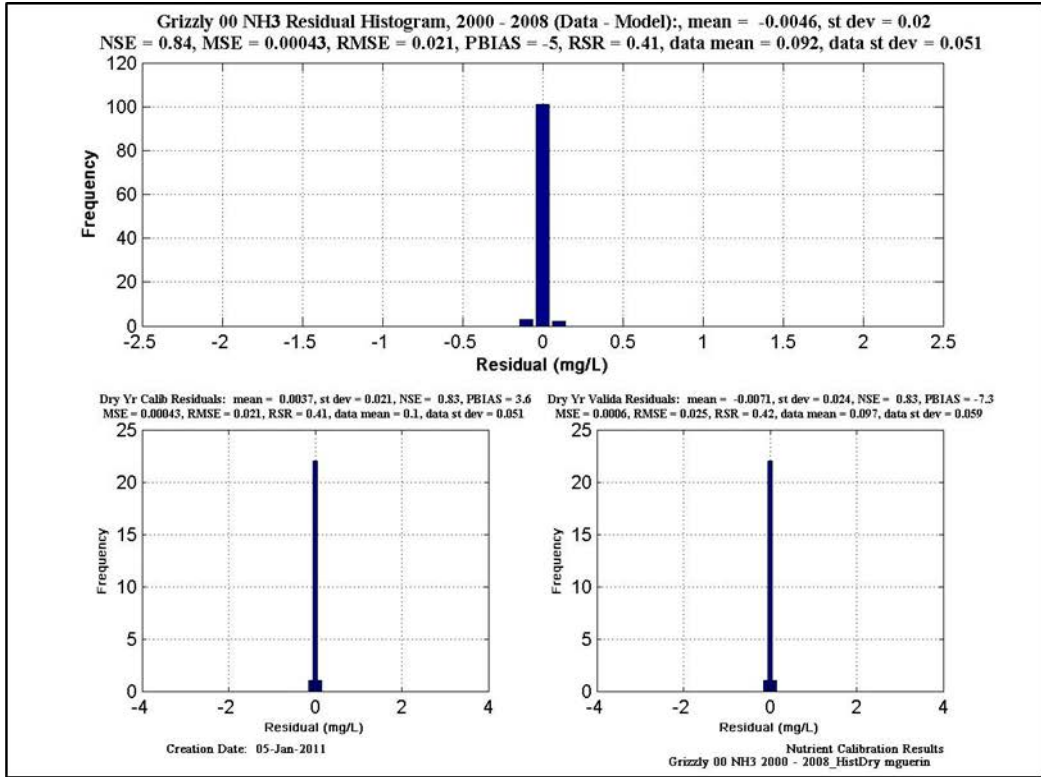 Grizzly 00 NH3 Residual Histogram, 2000 - 2008 (Data - Model):, mean = -0.0046, st dev = 0.02
NSE = 0.84, MSE = 0.00043, RMSE = 0.021, PBIAS = -5, RSR = 0.41, data mean = 0.092, data st dev = 0.051
120
100
80
60
40
20
0
Frequency
-2.5 -2 -1.5 -1 -0.5 0 0.5 1 1.5 2 2.5
Residual (mg/L)
Dry Yr Calib Residuals: mean = 0.0037, st dev = 0.021, NSE = 0.83, PBIAS = 3.6
MSE = 0.00043, RMSE = 0.021, RSR = 0.41, data mean = 0.1, data st dev = 0.051
25
20
15
10
5
0
Frequency
-4 -2 0 2 4
Residual (mg/L)
Dry Yr Valida Residuals: mean = -0.0071, st dev = 0.024, NSE = 0.83, PBIAS = -7.3
MSE = 0.0006, RMSE = 0.025, RSR = 0.42, data mean = 0.097, data st dev = 0.059
25
20
15
10
5
0
Frequency
-4 -2 0 2 4
Residual (mg/L)
Creation Date: 05-Jan-2011
Nutrient Calibration Results
Grizzly 00 NH3 2000 - 2008_HistDry mguerin